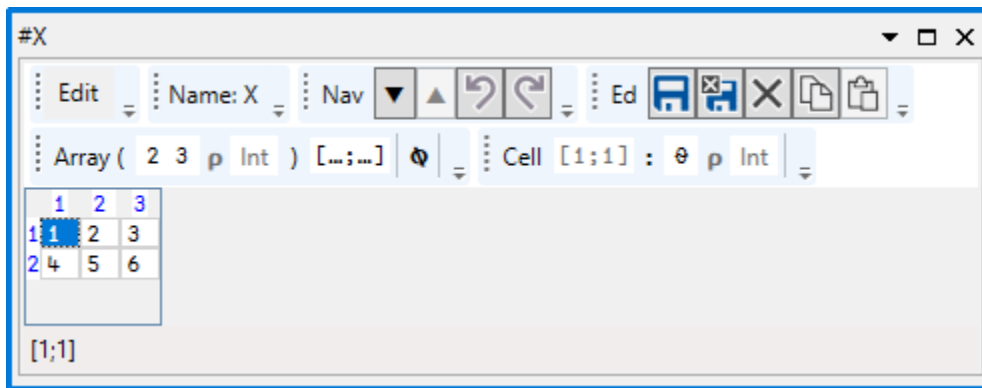 #X
Edit Name: X Nav ▼ ▲ Ed
Array ( 2 3 ⍴ Int ) […;…] ⍉ Cell [1;1] : ⍬ ⍴ Int
1 2 3
1 1 2 3
2 4 5 6
[1;1]